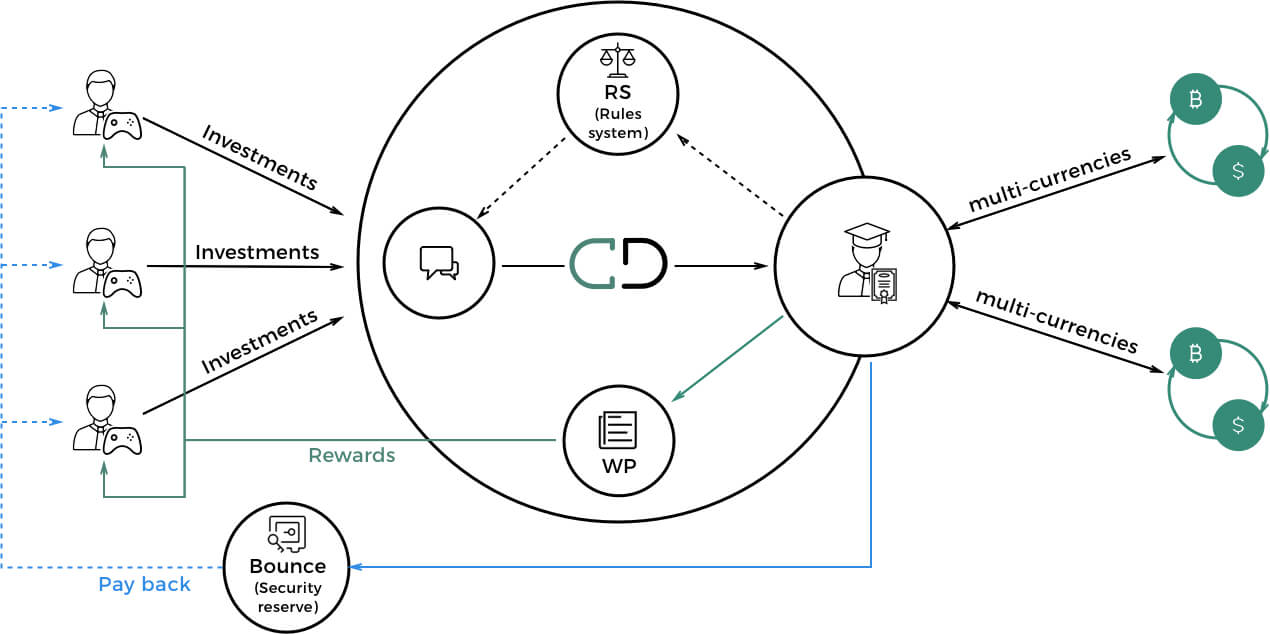 RS
(Rules
system)
Investments
multi-currencies
₿
$
Investments
Investments
multi-currencies
₿
$
WP
Rewards
Bounce
(Security
reserve)
Pay back